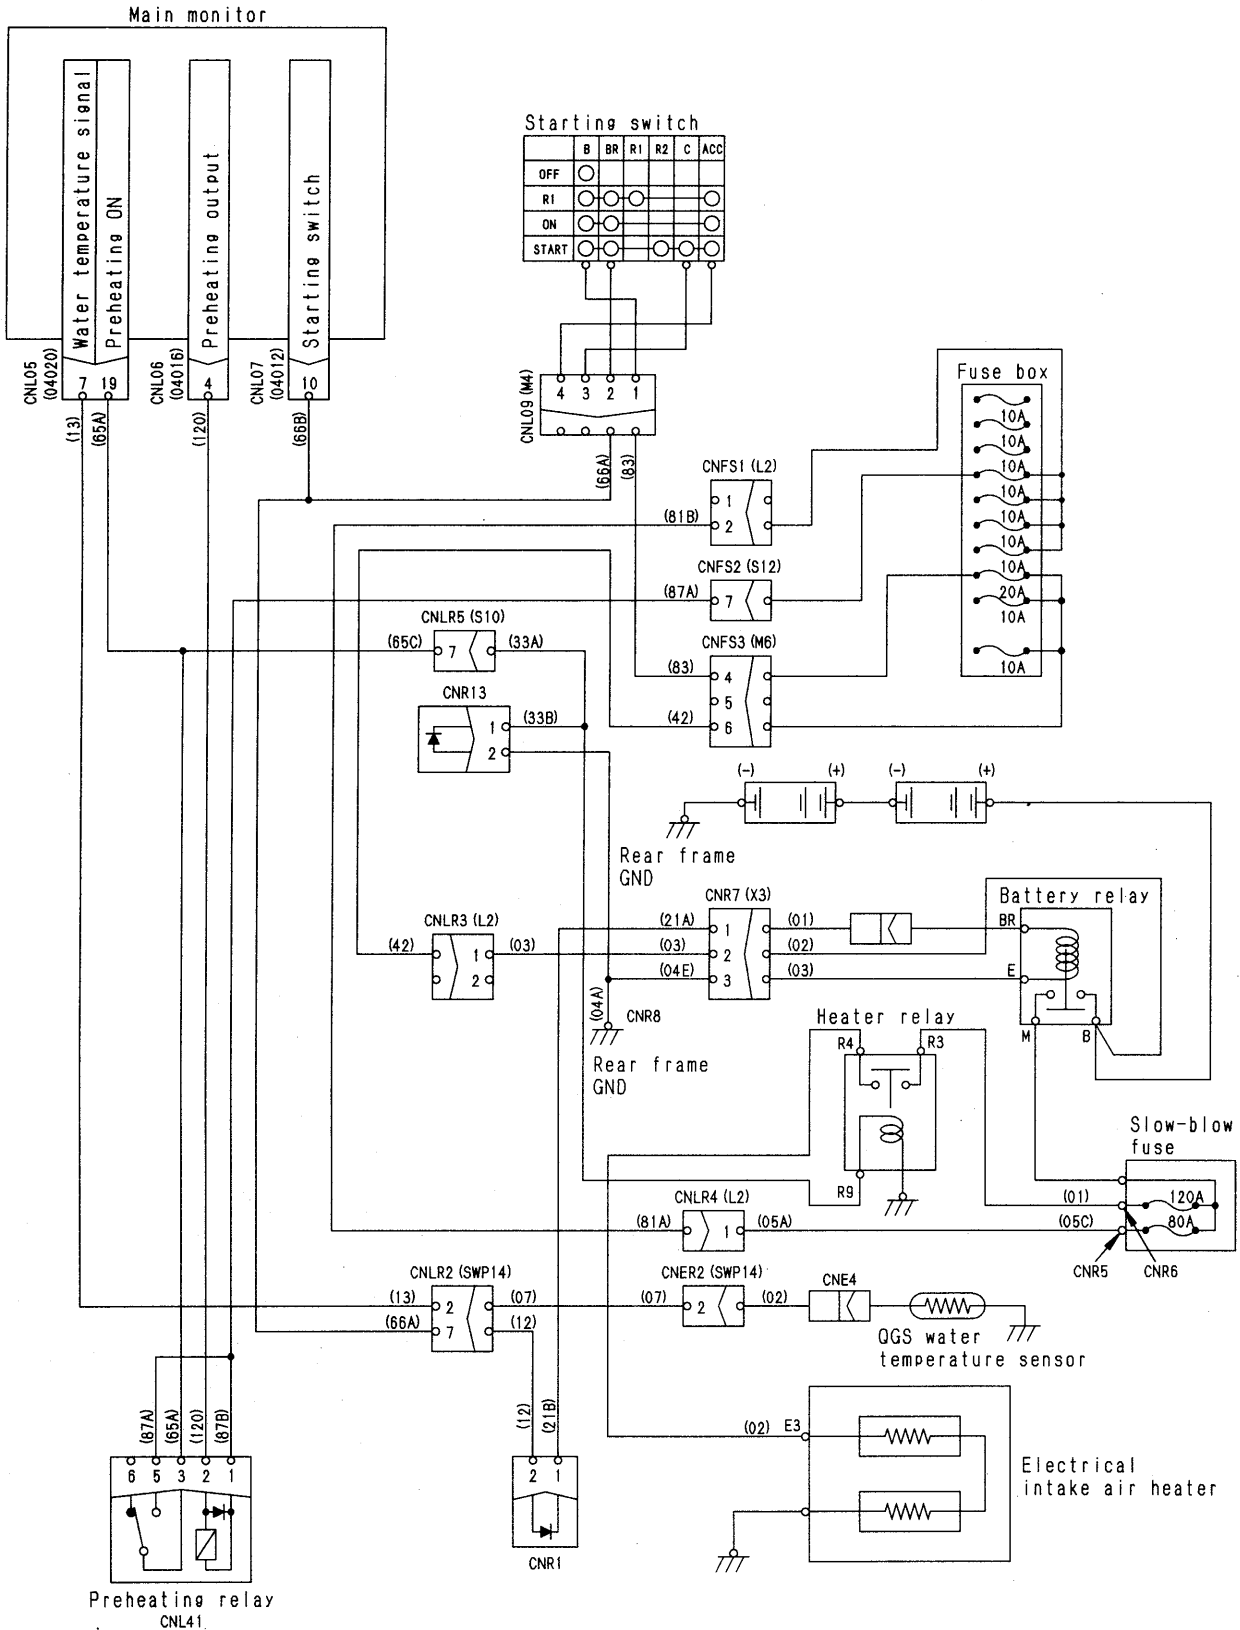 Main monitor
Water temperature signal
Preheating ON
Preheating output
Starting switch
CNL05
(04020)
7 19
CNL06
(04016)
4
CNL07
(04012)
10
(13)
(65A)
(120)
(66B)
Starting switch
B BR R1 R2 C ACC
OFF
R1
ON
START
CNL09 (M4)
4 3 2 1
(66A)
(83)
Fuse box
10A
10A
10A
10A
10A
10A
10A
20A
10A
10A
CNFS1 (L2)
1
(81B) 2
CNFS2 (S12)
(87A) 7
CNLR5 (S10)
(65C) 7 (33A)
CNFS3 (M6)
(83) 4
5
(42) 6
CNR13
1 (33B)
2
(-) (+) (-) (+)
Rear frame
GND
Battery relay
CNR7 (X3)
(21A) 1 (01) BR
CNLR3 (L2)
(42) 1 (03) (03) 2 (02)
2 (04E) 3 (03) E
(04A)
CNR8
Rear frame
GND
M B
Heater relay
R4 R3
R9
Slow-blow
fuse
(01) 120A
CNLR4 (L2)
(81A) 1 (05A) (05C) 80A
CNR5 CNR6
CNLR2 (SWP14)
(13) 2 (07)
(66A) 7 (12)
CNER2 (SWP14)
(07) 2 (02)
CNE4
QGS water
temperature sensor
(87A)
(65A)
(120)
(87B)
6 5 3 2 1
Preheating relay
CNL41
(12)
(21B)
2 1
CNR1
(02) E3
Electrical
intake air heater